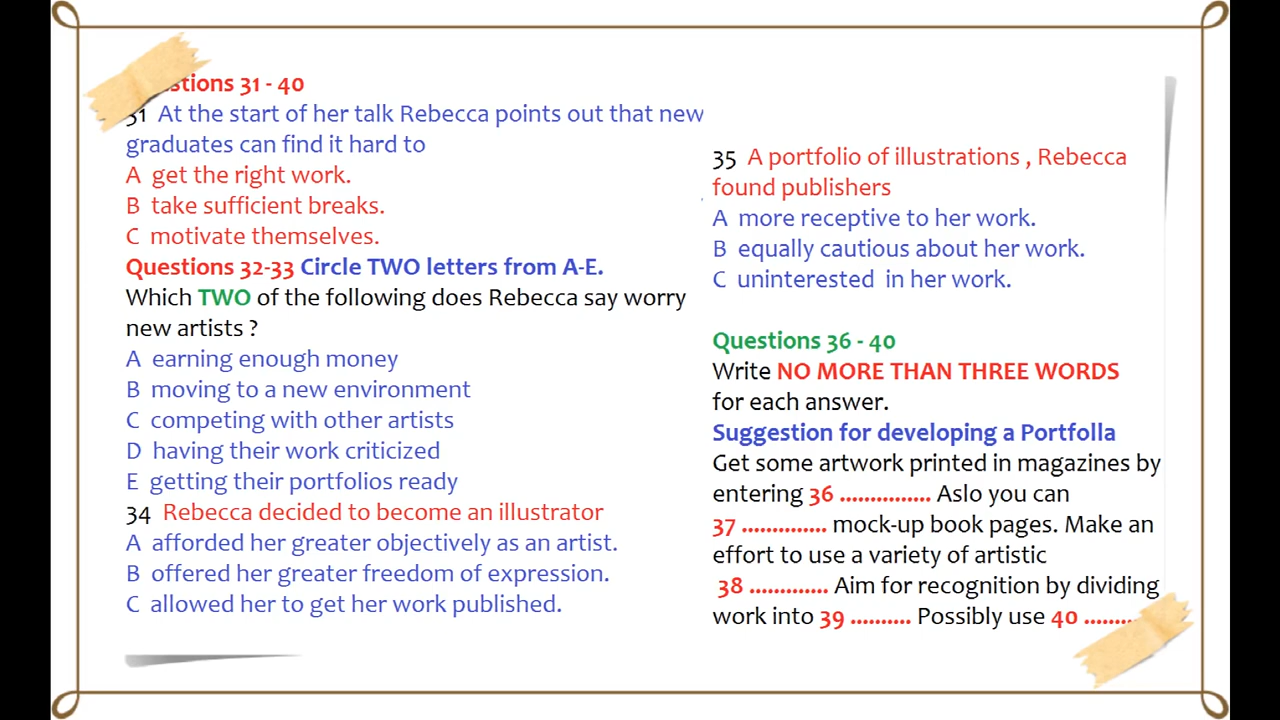 stions 31 - 40
31 At the start of her talk Rebecca points out that new
graduates can find it hard to
A get the right work.
B take sufficient breaks.
C motivate themselves.
Questions 32-33 Circle TWO letters from A-E.
Which TWO of the following does Rebecca say worry
new artists ?
A earning enough money
B moving to a new environment
C competing with other artists
D having their work criticized
E getting their portfolios ready
34 Rebecca decided to become an illustrator
A afforded her greater objectively as an artist.
B offered her greater freedom of expression.
C allowed her to get her work published.
35 A portfolio of illustrations , Rebecca
found publishers
A more receptive to her work.
B equally cautious about her work.
C uninterested in her work.
Questions 36 - 40
Write NO MORE THAN THREE WORDS
for each answer.
Suggestion for developing a Portfolla
Get some artwork printed in magazines by
entering 36 ............... Aslo you can
37 .............. mock-up book pages. Make an
effort to use a variety of artistic
38 ............. Aim for recognition by dividing
work into 39 .......... Possibly use 40 ........